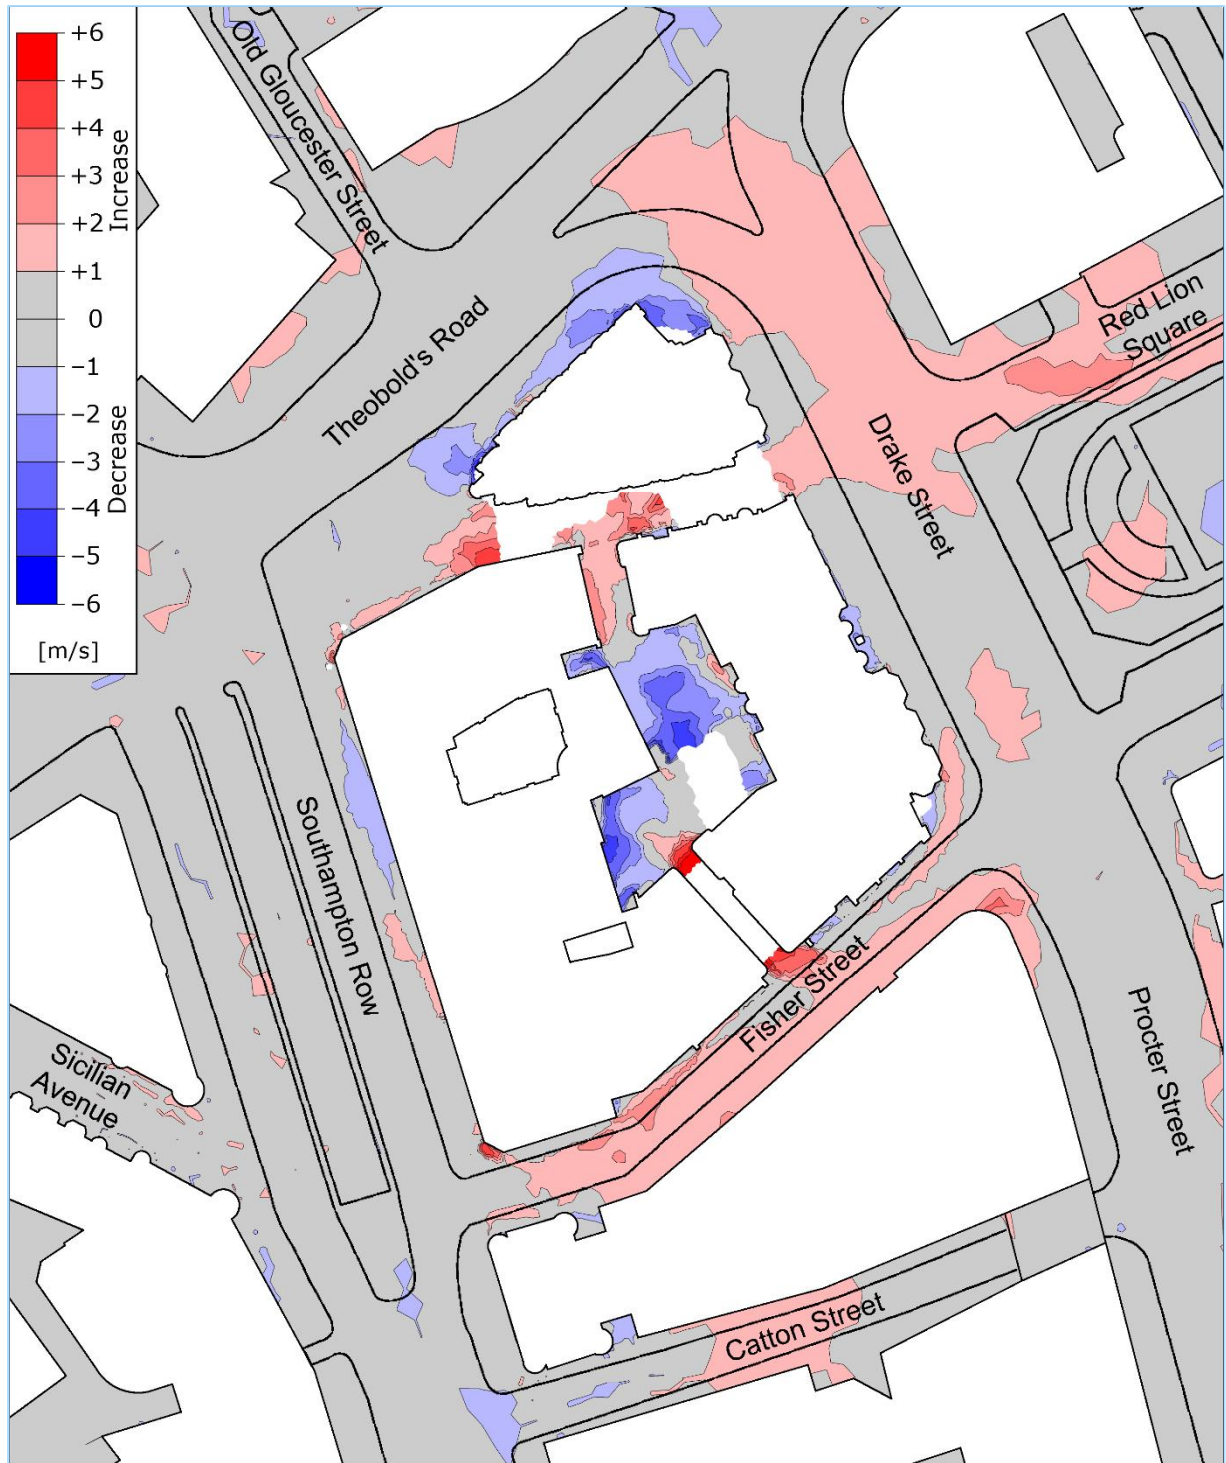 +6
+5
+4
+3
+2
+1
0
−1
−2
−3
−4
−5
−6
Increase
Decrease
[m/s]
Old Gloucester Street
Theobold's Road
Red Lion
Square
Drake Street
Southampton Row
Fisher Street
Procter Street
Sicilian
Avenue
Catton Street